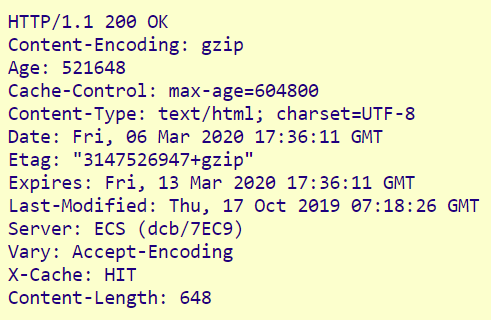 HTTP/1.1 200 OK
Content-Encoding: gzip
Age: 521648
Cache-Control: max-age=604800
Content-Type: text/html; charset=UTF-8
Date: Fri, 06 Mar 2020 17:36:11 GMT
Etag: "3147526947+gzip"
Expires: Fri, 13 Mar 2020 17:36:11 GMT
Last-Modified: Thu, 17 Oct 2019 07:18:26 GMT
Server: ECS (dcb/7EC9)
Vary: Accept-Encoding
X-Cache: HIT
Content-Length: 648